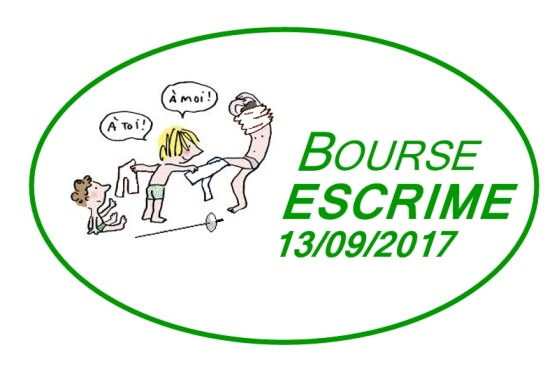 À MOI!
À TOI!
BOURSE
ESCRIME
13/09/2017